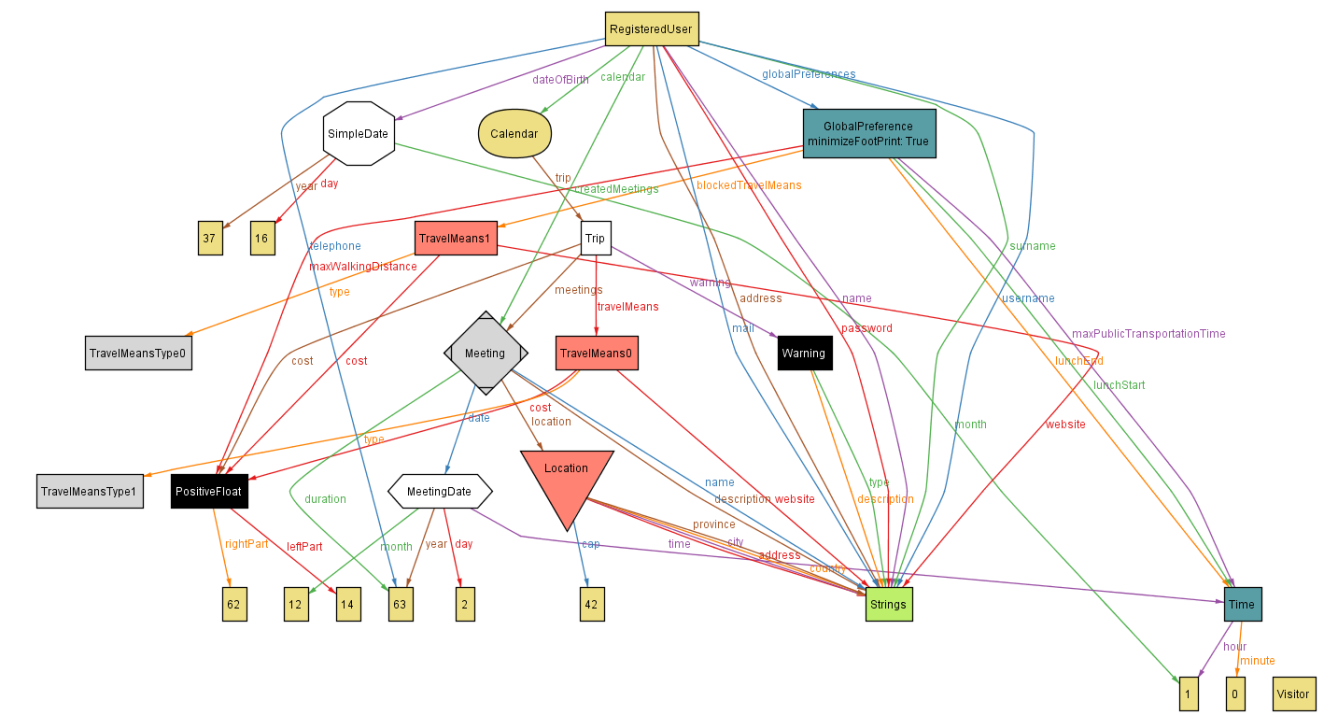 RegisteredUser
globalPreferences
calendar
dateOfBirth
SimpleDate
Calendar
GlobalPreference
minimizeFootPrint: True
trip
blockedTravelMeans
year
day
createdMeetings
37
16
TravelMeans1
Trip
telephone
surname
maxWalkingDistance
warning
type
meetings
address
name
username
travelMeans
mail
password
maxPublicTransportationTime
TravelMeansType0
Meeting
TravelMeans0
Warning
cost
cost
lunchEnd
lunchStart
cost
date
location
month
website
type
Location
TravelMeansType1
PositiveFloat
MeetingDate
name
type
duration
description
website
description
province
rightPart
leftPart
month
year
day
time
city
cap
address
country
62
12
14
63
2
42
Strings
Time
hour
minute
1
0
Visitor